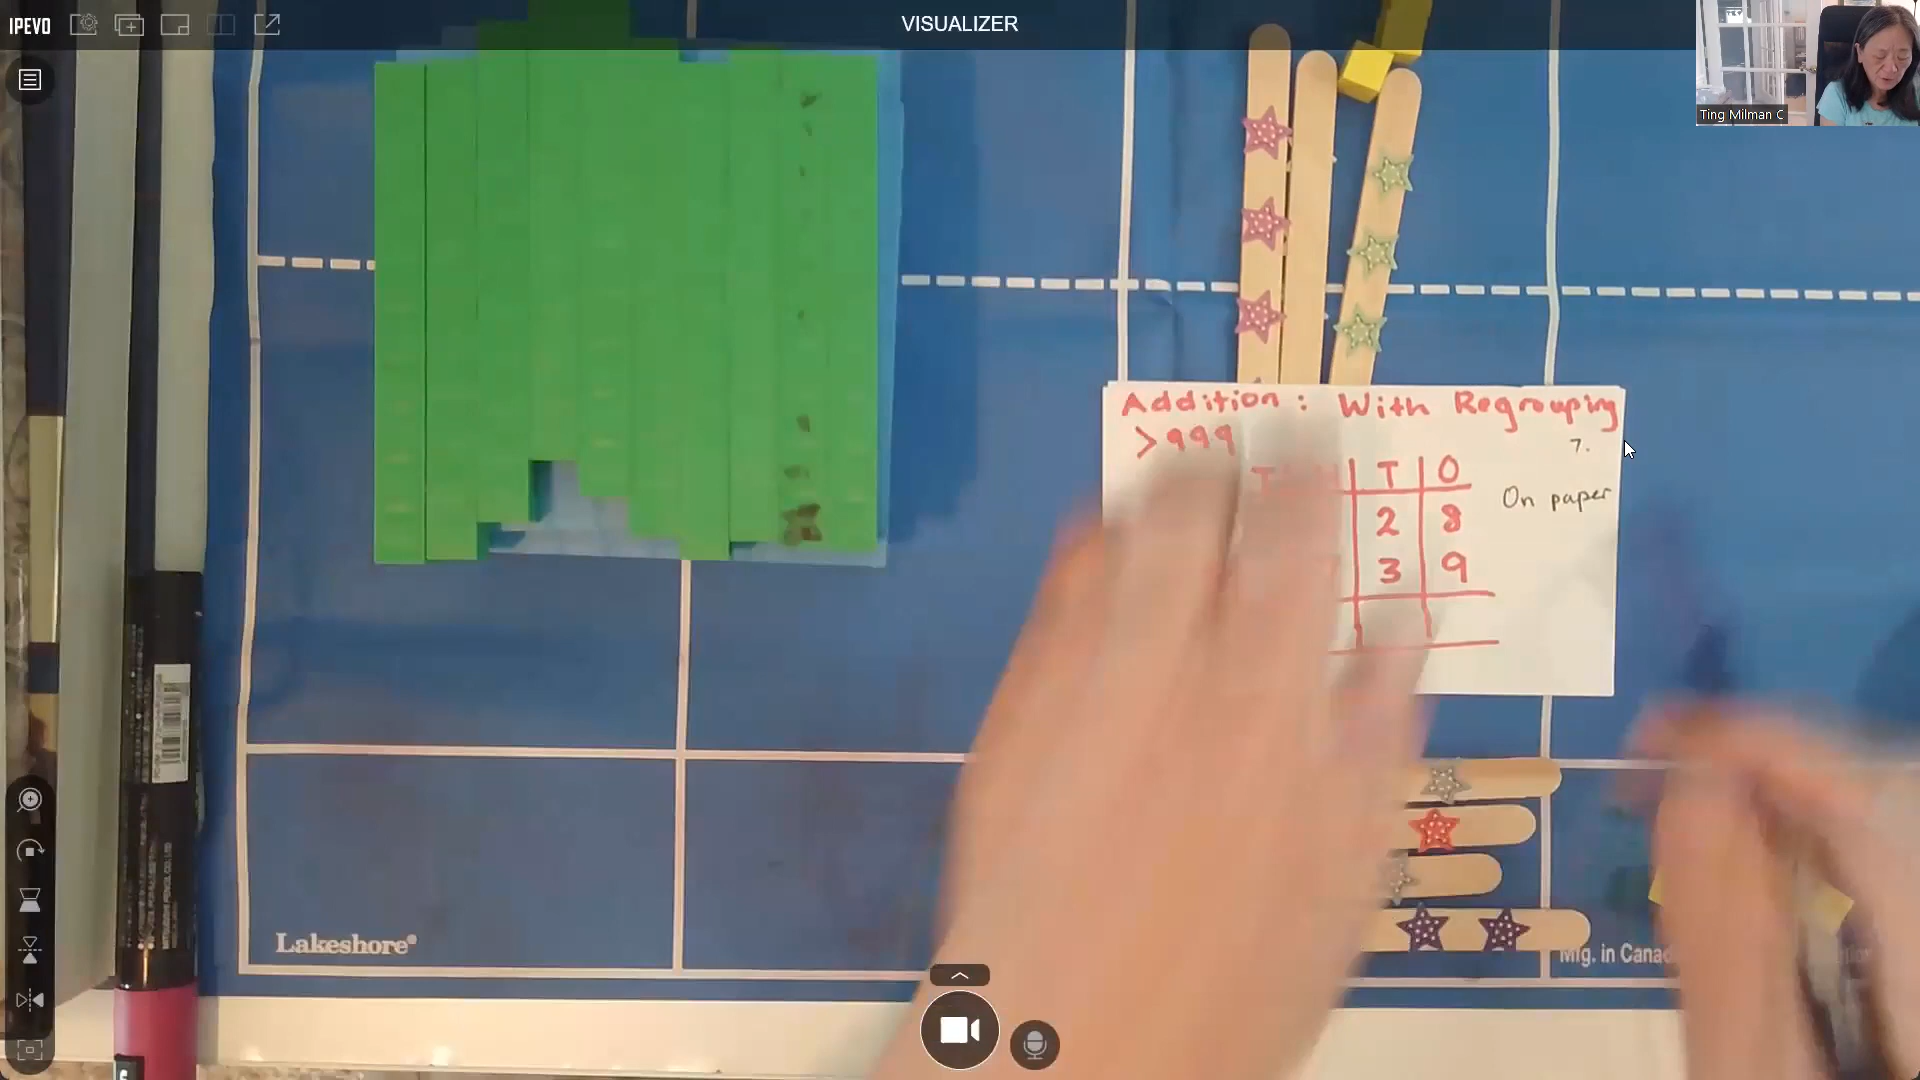 IPEVO
VISUALIZER
Ting Milman C
Addition: With Regrouping
>999
7.
T T O
On paper
2 8
3 9
Lakeshore®
Mfg. in Canad